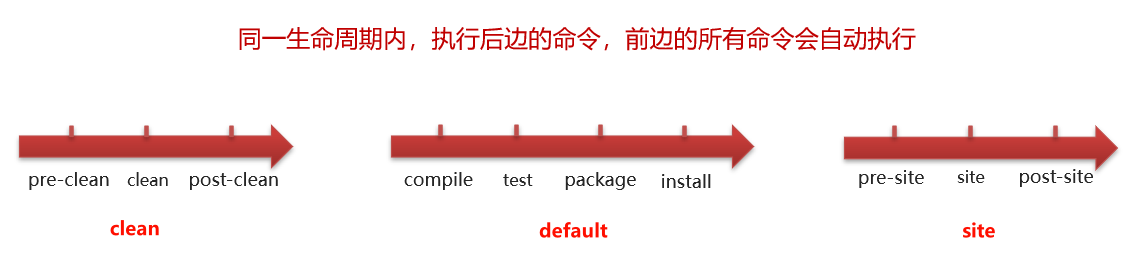 同一生命周期内，执行后边的命令，前边的所有命令会自动执行
pre-clean clean post-clean
clean
compile test package install
default
pre-site site post-site
site